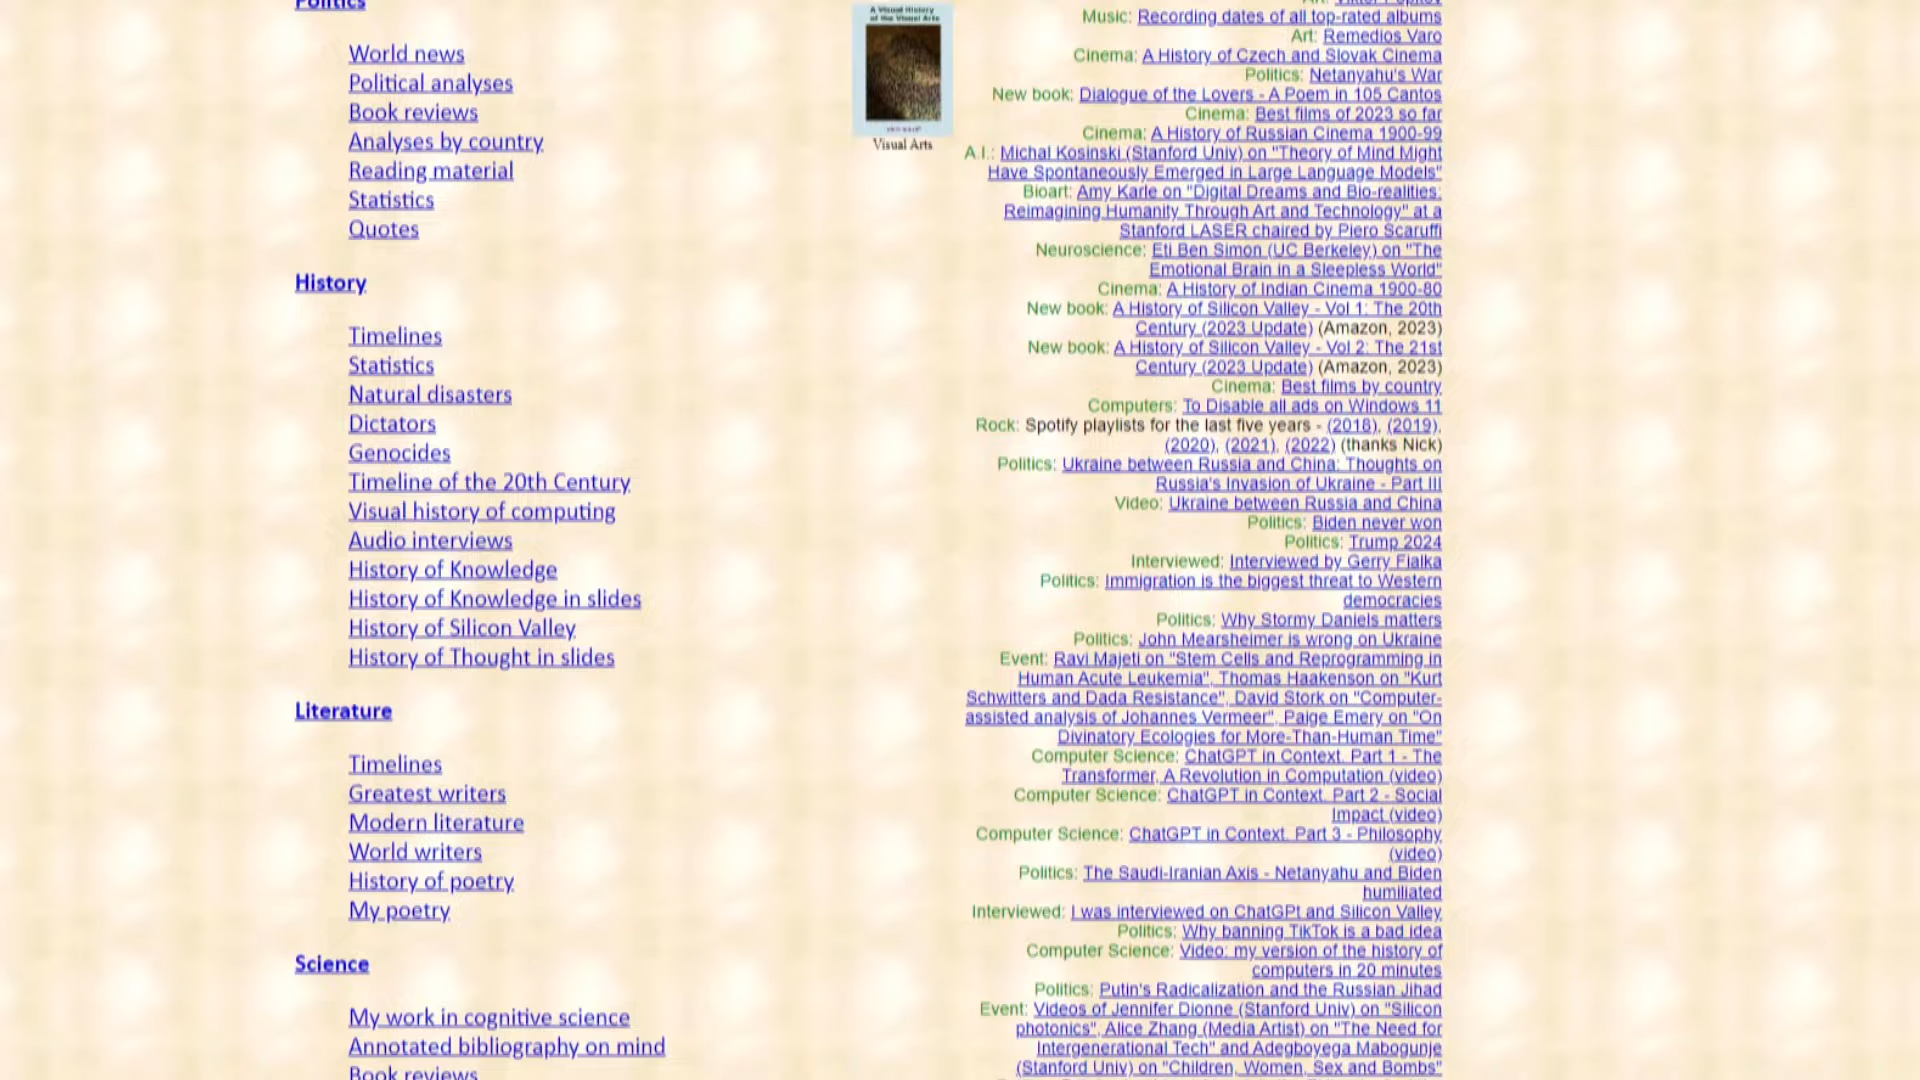 Politics
World news
Political analyses
Book reviews
Analyses by country
Reading material
Statistics
Quotes
History
Timelines
Statistics
Natural disasters
Dictators
Genocides
Timeline of the 20th Century
Visual history of computing
Audio interviews
History of Knowledge
History of Knowledge in slides
History of Silicon Valley
History of Thought in slides
Literature
Timelines
Greatest writers
Modern literature
World writers
History of poetry
My poetry
Science
My work in cognitive science
Annotated bibliography on mind
Book reviews
A Visual History
of the Visual Arts
Visual Arts
Music: Recording dates of all top-rated albums
Art: Remedios Varo
Cinema: A History of Czech and Slovak Cinema
Politics: Netanyahu's War
New book: Dialogue of the Lovers - A Poem in 105 Cantos
Cinema: Best films of 2023 so far
Cinema: A History of Russian Cinema 1900-99
A.I.: Michal Kosinski (Stanford Univ) on "Theory of Mind Might
Have Spontaneously Emerged in Large Language Models"
Bioart: Amy Karle on "Digital Dreams and Bio-realities:
Reimagining Humanity Through Art and Technology" at a
Stanford LASER chaired by Piero Scaruffi
Neuroscience: Eti Ben Simon (UC Berkeley) on "The
Emotional Brain in a Sleepless World"
Cinema: A History of Indian Cinema 1900-80
New book: A History of Silicon Valley - Vol 1: The 20th
Century (2023 Update) (Amazon, 2023)
New book: A History of Silicon Valley - Vol 2: The 21st
Century (2023 Update) (Amazon, 2023)
Cinema: Best films by country
Computers: To Disable all ads on Windows 11
Rock: Spotify playlists for the last five years - (2018), (2019),
(2020), (2021), (2022) (thanks Nick)
Politics: Ukraine between Russia and China: Thoughts on
Russia's Invasion of Ukraine - Part III
Video: Ukraine between Russia and China
Politics: Biden never won
Politics: Trump 2024
Interviewed: Interviewed by Gerry Fialka
Politics: Immigration is the biggest threat to Western
democracies
Politics: Why Stormy Daniels matters
Politics: John Mearsheimer is wrong on Ukraine
Event: Ravi Majeti on "Stem Cells and Reprogramming in
Human Acute Leukemia", Thomas Haakenson on "Kurt
Schwitters and Dada Resistance", David Stork on "Computer-
assisted analysis of Johannes Vermeer", Paige Emery on "On
Divinatory Ecologies for More-Than-Human Time"
Computer Science: ChatGPT in Context. Part 1 - The
Transformer, A Revolution in Computation (video)
Computer Science: ChatGPT in Context. Part 2 - Social
Impact (video)
Computer Science: ChatGPT in Context. Part 3 - Philosophy
(video)
Politics: The Saudi-Iranian Axis - Netanyahu and Biden
humiliated
Interviewed: I was interviewed on ChatGPt and Silicon Valley
Politics: Why banning TikTok is a bad idea
Computer Science: Video: my version of the history of
computers in 20 minutes
Politics: Putin's Radicalization and the Russian Jihad
Event: Videos of Jennifer Dionne (Stanford Univ) on "Silicon
photonics", Alice Zhang (Media Artist) on "The Need for
Intergenerational Tech" and Adegboyega Mabogunje
(Stanford Univ) on "Children, Women, Sex and Bombs"